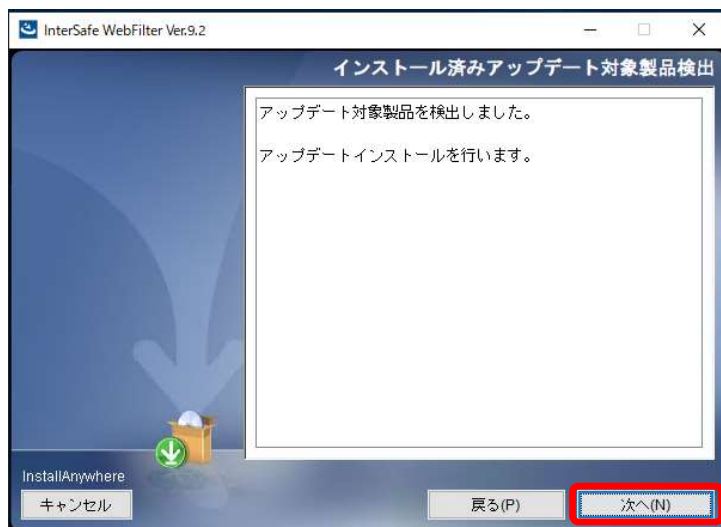 InterSafe WebFilter Ver.9.2
インストール済みアップデート対象製品検出
アップデート対象製品を検出しました。
アップデートインストールを行います。
InstallAnywhere
キャンセル
戻る(P)
次へ(N)